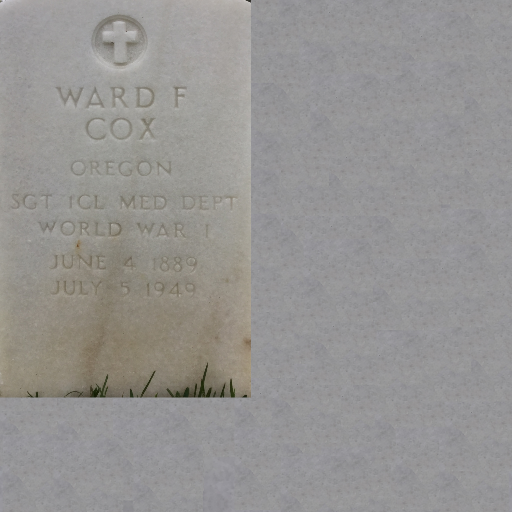 WARD F
COX
OREGON
SGT 1CL MED DEPT
WORLD WAR I
JUNE 4 1889
JULY 5 1949